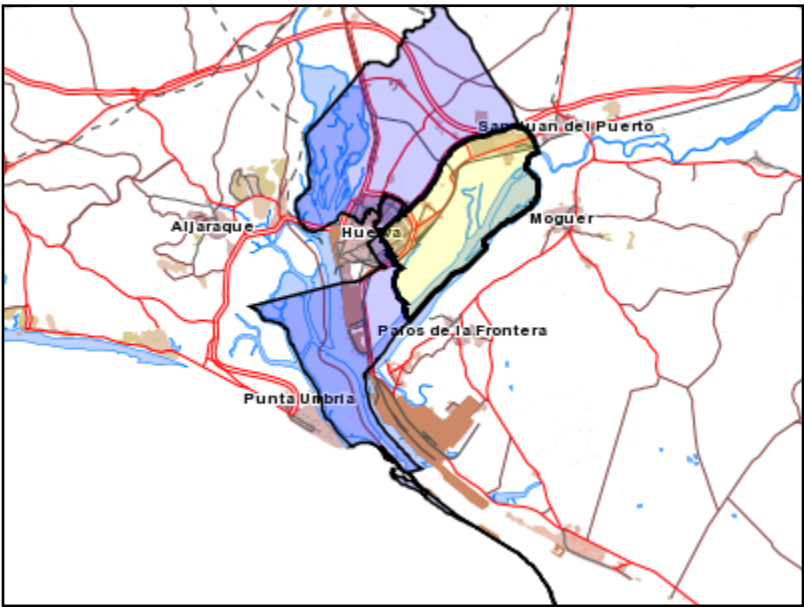 San Juan del Puerto
Aljaraque
Huelva
Moguer
Palos de la Frontera
Punta Umbría